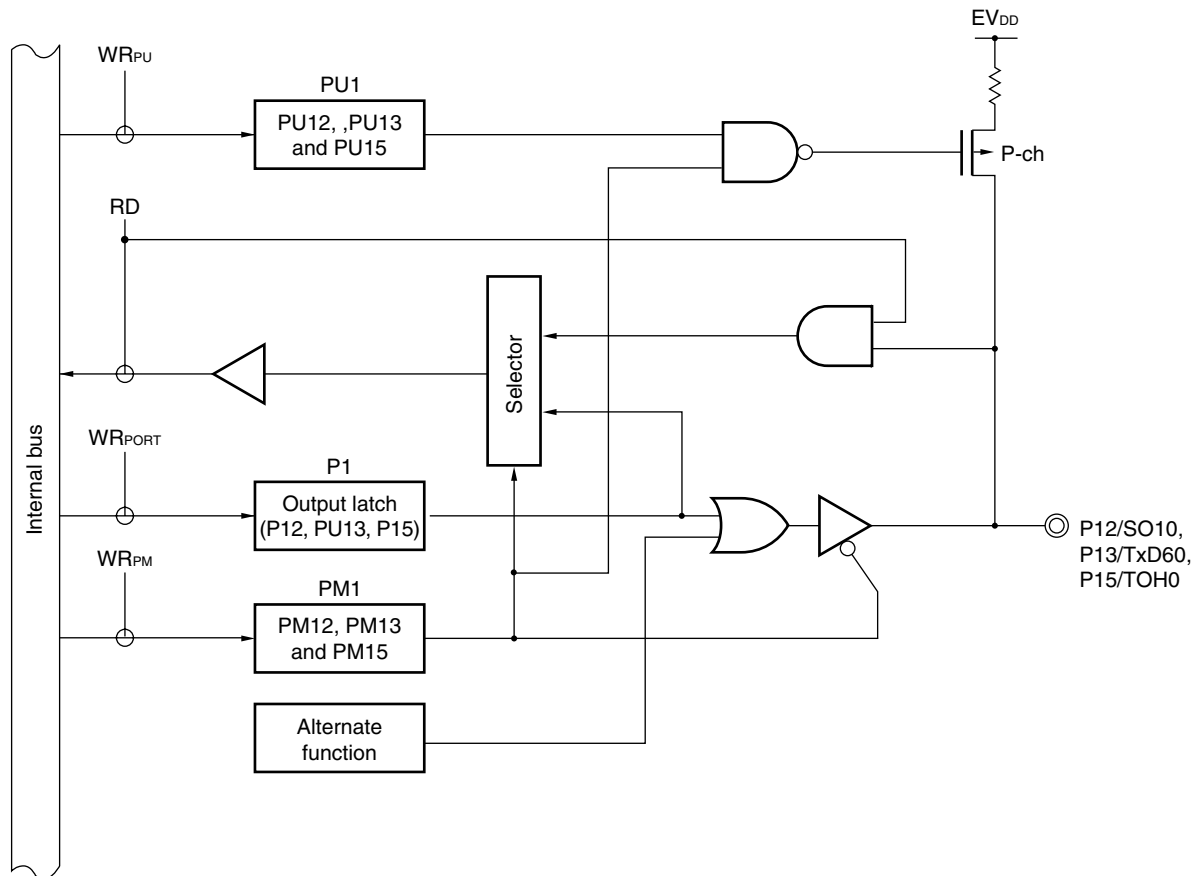 EVDD
WRPU
PU1
PU12, ,PU13
and PU15
P-ch
RD
Selector
Internal bus
WRPORT
P1
Output latch
(P12, PU13, P15)
P12/SO10,
P13/TxD60,
P15/TOH0
WRPM
PM1
PM12, PM13
and PM15
Alternate
function